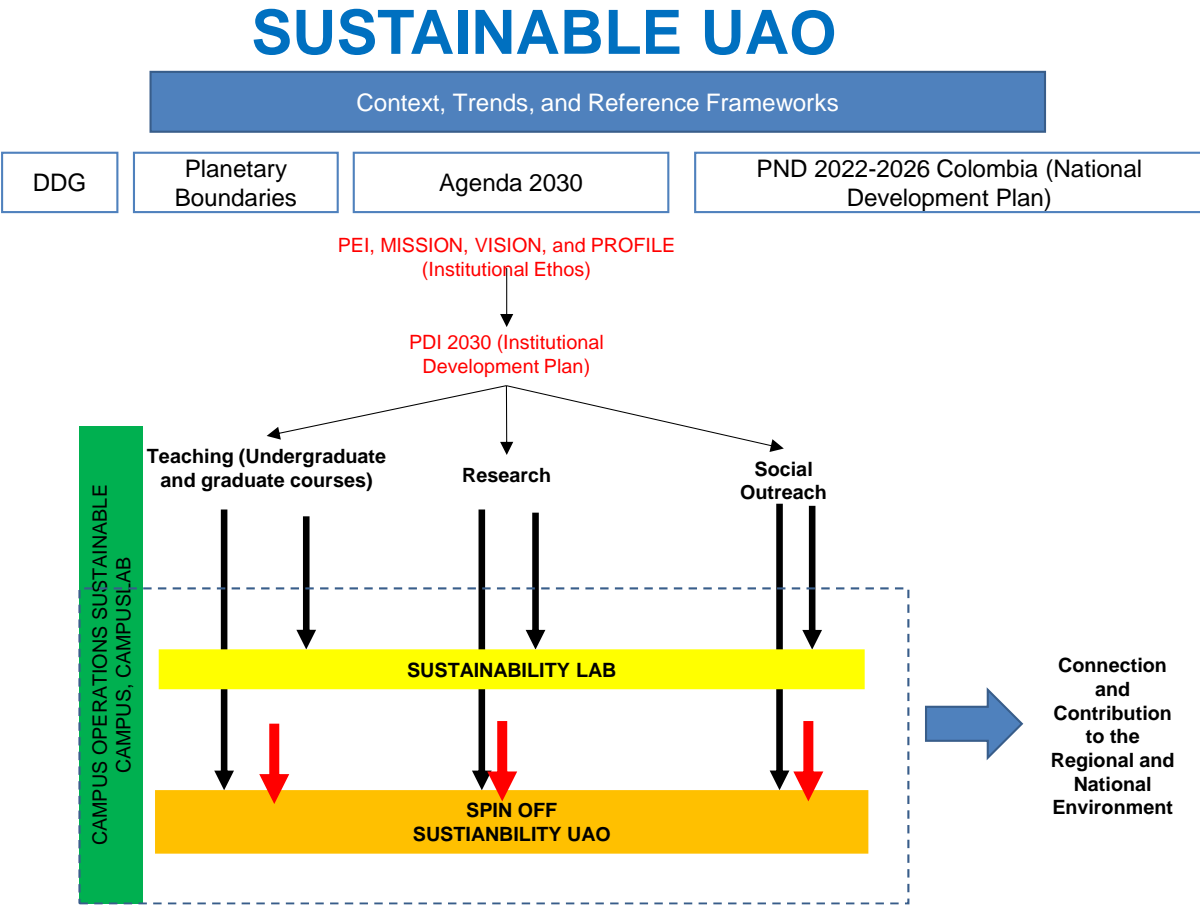 SUSTAINABLE UAO
Context, Trends, and Reference Frameworks
DDG
Planetary
Boundaries
Agenda 2030
PND 2022-2026 Colombia (National
Development Plan)
PEI, MISSION, VISION, and PROFILE
(Institutional Ethos)
PDI 2030 (Institutional
Development Plan)
Teaching (Undergraduate
and graduate courses)
Research
Social
Outreach
CAMPUS OPERATIONS SUSTAINABLE
CAMPUS, CAMPUSLAB
SUSTAINABILITY LAB
SPIN OFF
SUSTIANBILITY UAO
Connection
and
Contribution
to the
Regional and
National
Environment